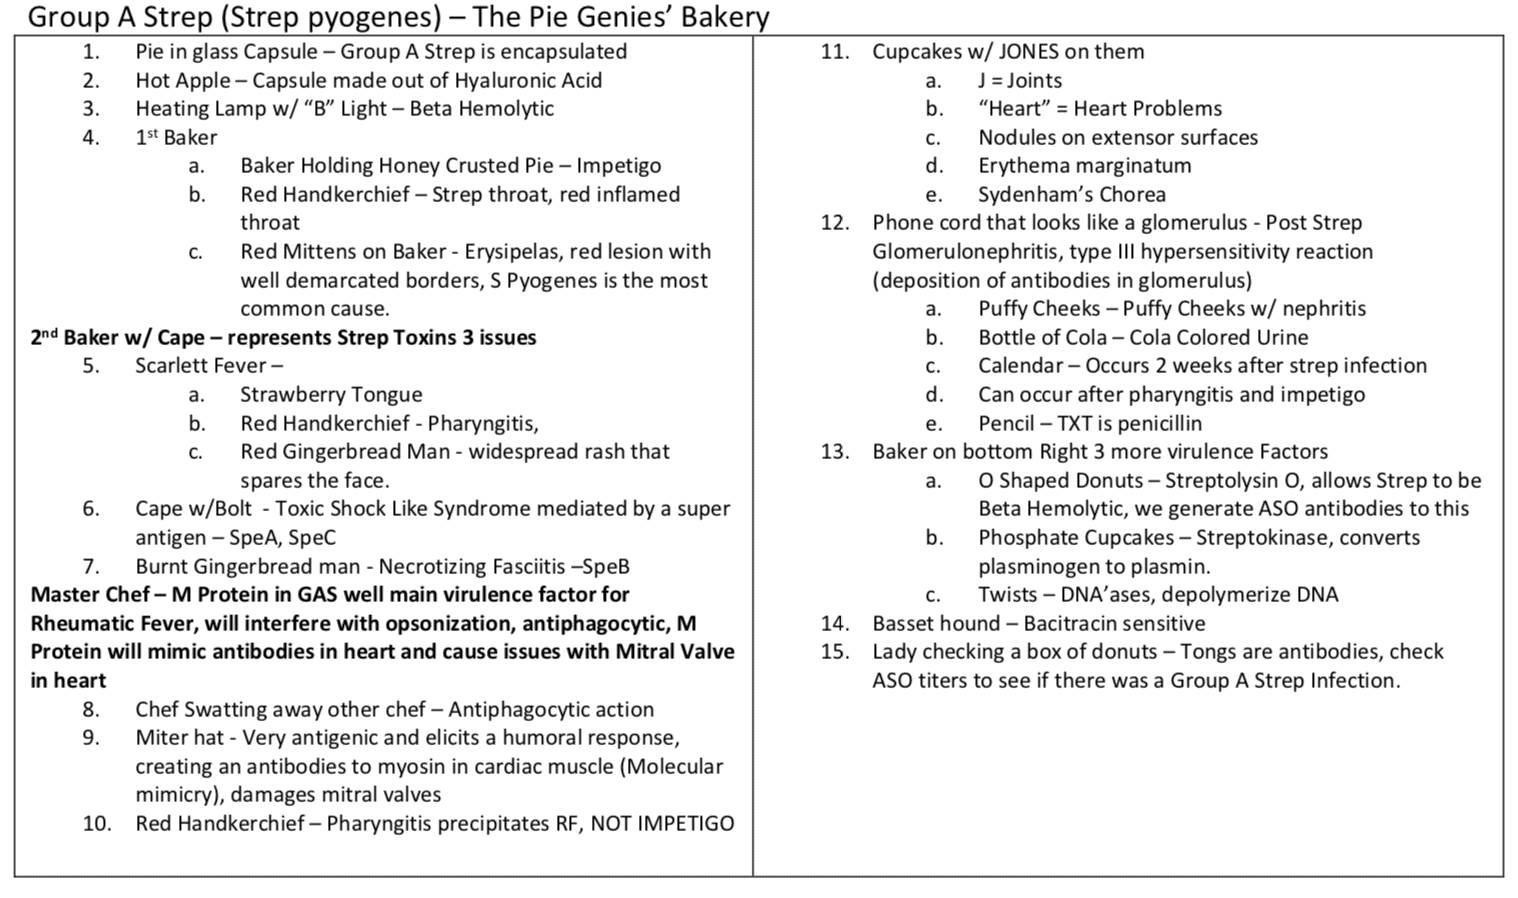 Group A Strep (Strep pyogenes) – The Pie Genies’ Bakery
1. Pie in glass Capsule – Group A Strep is encapsulated
2. Hot Apple – Capsule made out of Hyaluronic Acid
3. Heating Lamp w/ “B” Light – Beta Hemolytic
4. 1st Baker
a. Baker Holding Honey Crusted Pie – Impetigo
b. Red Handkerchief – Strep throat, red inflamed
throat
c. Red Mittens on Baker - Erysipelas, red lesion with
well demarcated borders, S Pyogenes is the most
common cause.
2nd Baker w/ Cape – represents Strep Toxins 3 issues
5. Scarlett Fever –
a. Strawberry Tongue
b. Red Handkerchief - Pharyngitis,
c. Red Gingerbread Man - widespread rash that
spares the face.
6. Cape w/Bolt - Toxic Shock Like Syndrome mediated by a super
antigen – SpeA, SpeC
7. Burnt Gingerbread man - Necrotizing Fasciitis –SpeB
Master Chef – M Protein in GAS well main virulence factor for
Rheumatic Fever, will interfere with opsonization, antiphagocytic, M
Protein will mimic antibodies in heart and cause issues with Mitral Valve
in heart
8. Chef Swatting away other chef – Antiphagocytic action
9. Miter hat - Very antigenic and elicits a humoral response,
creating an antibodies to myosin in cardiac muscle (Molecular
mimicry), damages mitral valves
10. Red Handkerchief – Pharyngitis precipitates RF, NOT IMPETIGO
11. Cupcakes w/ JONES on them
a. J = Joints
b. “Heart” = Heart Problems
c. Nodules on extensor surfaces
d. Erythema marginatum
e. Sydenham’s Chorea
12. Phone cord that looks like a glomerulus - Post Strep
Glomerulonephritis, type III hypersensitivity reaction
(deposition of antibodies in glomerulus)
a. Puffy Cheeks – Puffy Cheeks w/ nephritis
b. Bottle of Cola – Cola Colored Urine
c. Calendar – Occurs 2 weeks after strep infection
d. Can occur after pharyngitis and impetigo
e. Pencil – TXT is penicillin
13. Baker on bottom Right 3 more virulence Factors
a. O Shaped Donuts – Streptolysin O, allows Strep to be
Beta Hemolytic, we generate ASO antibodies to this
b. Phosphate Cupcakes – Streptokinase, converts
plasminogen to plasmin.
c. Twists – DNA’ases, depolymerize DNA
14. Basset hound – Bacitracin sensitive
15. Lady checking a box of donuts – Tongs are antibodies, check
ASO titers to see if there was a Group A Strep Infection.